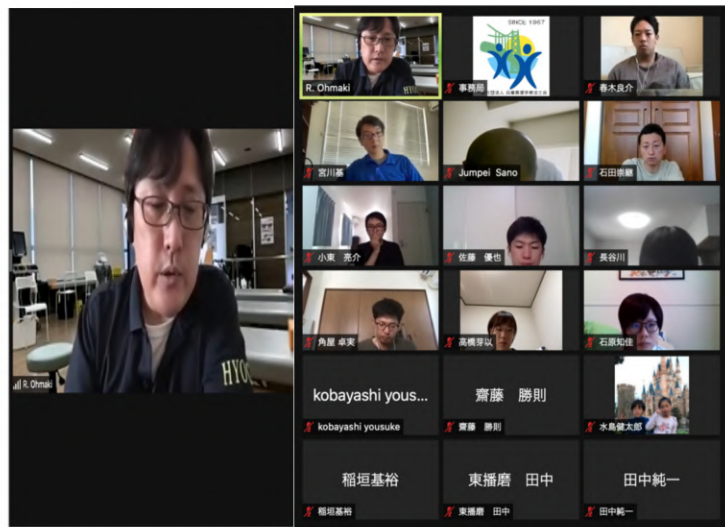 R. Ohmaki
HYO
R. Ohmaki
SINCE 1967
事務局
春木良介
宮川基
Jumpei Sano
石田崇継
小東 亮介
佐藤 優也
長谷川
角屋 卓実
高橋芽以
石原知佳
kobayashi yous...
kobayashi yousuke
齋藤 勝則
齋藤 勝則
水島健太郎
稲垣基裕
稲垣基裕
東播磨 田中
東播磨 田中
田中純一
田中純一